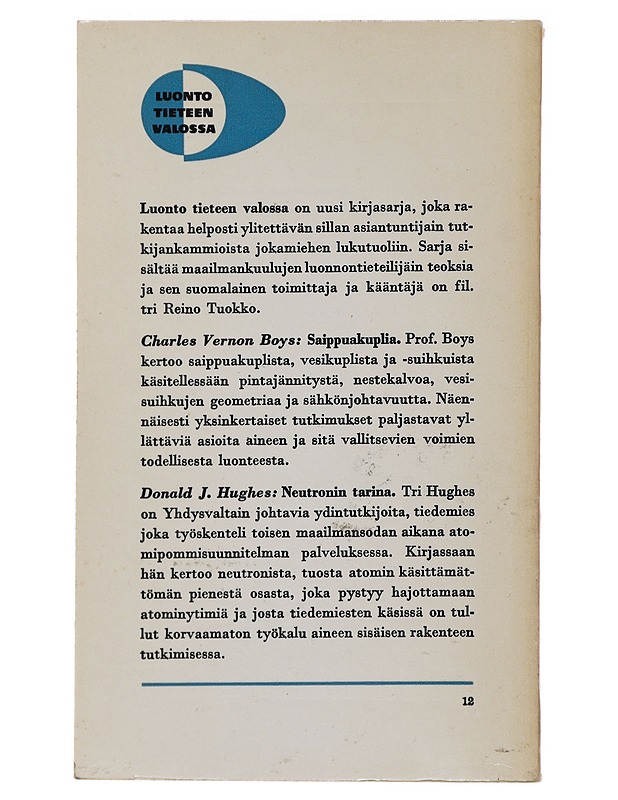 LUONTO
TIETEEN
VALOSSA
Luonto tieteen valossa on uusi kirjasarja, joka ra-
kentaa helposti ylitettävän sillan asiantuntijain tut-
kijankammioista jokamiehen lukutuoliin. Sarja si-
sältää maailmankuulujen luonnontieteilijäin teoksia
ja sen suomalainen toimittaja ja kääntäjä on fil.
tri Reino Tuokko.
Charles Vernon Boys: Saippuakuplia. Prof. Boys
kertoo saippuakuplista, vesikuplista ja -suihkuista
käsitellessään pintajännitystä, nestekalvoa, vesi-
suihkujen geometriaa ja sähkönjohtavuutta. Näen-
näisesti yksinkertaiset tutkimukset paljastavat yl-
lättäviä asioita aineen ja sitä vallitsevien voimien
todellisesta luonteesta.
Donald J. Hughes: Neutronin tarina. Tri Hughes
on Yhdysvaltain johtavia ydintutkijoita, tiedemies
joka työskenteli toisen maailmansodan aikana ato-
mipommisuunnitelman palveluksessa. Kirjassaan
hän kertoo neutronista, tuosta atomin käsittämät-
tömän pienestä osasta, joka pystyy hajottamaan
atominytimiä ja josta tiedemiesten käsissä on tul-
lut korvaamaton työkalu aineen sisäisen rakenteen
tutkimisessa.
12